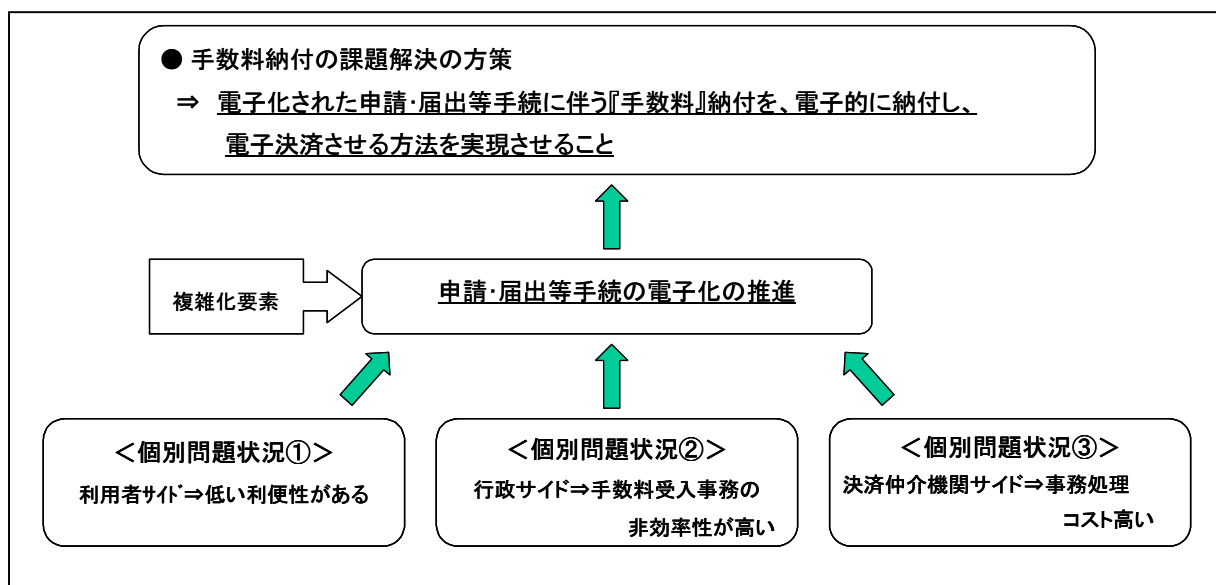 ● 手数料納付の課題解決の方策
⇒ 電子化された申請・届出等手続に伴う『手数料』納付を、電子的に納付し、
電子決済させる方法を実現させること
複雑化要素
申請・届出等手続の電子化の推進
＜個別問題状況①＞
利用者ｻｲﾄﾞ⇒低い利便性がある
＜個別問題状況②＞
行政サイド⇒手数料受入事務の
非効率性が高い
＜個別問題状況③＞
決済仲介機関サイド⇒事務処理
コスト高い